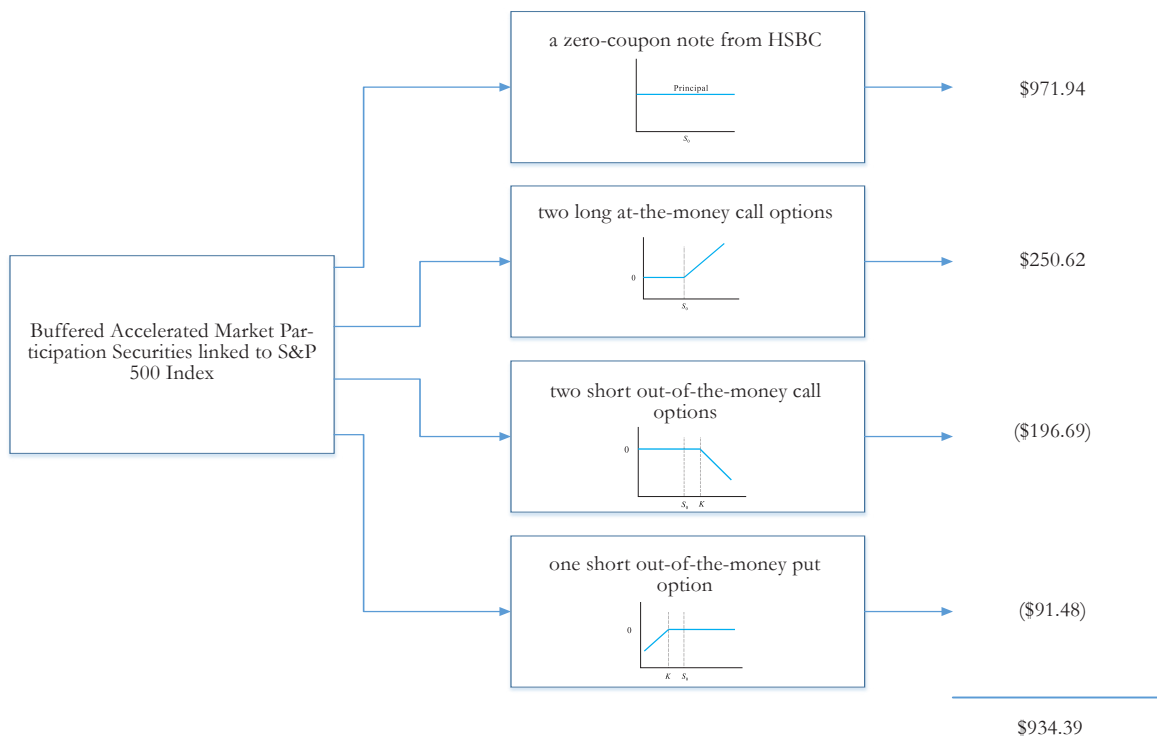 a zero-coupon note from HSBC
Principal
S₀
$971.94
two long at-the-money call options
0
S₀
$250.62
Buffered Accelerated Market Par-
ticipation Securities linked to S&P
500 Index
two short out-of-the-money call
options
0
S₀ K
($196.69)
one short out-of-the-money put
option
0
K S₀
($91.48)
$934.39